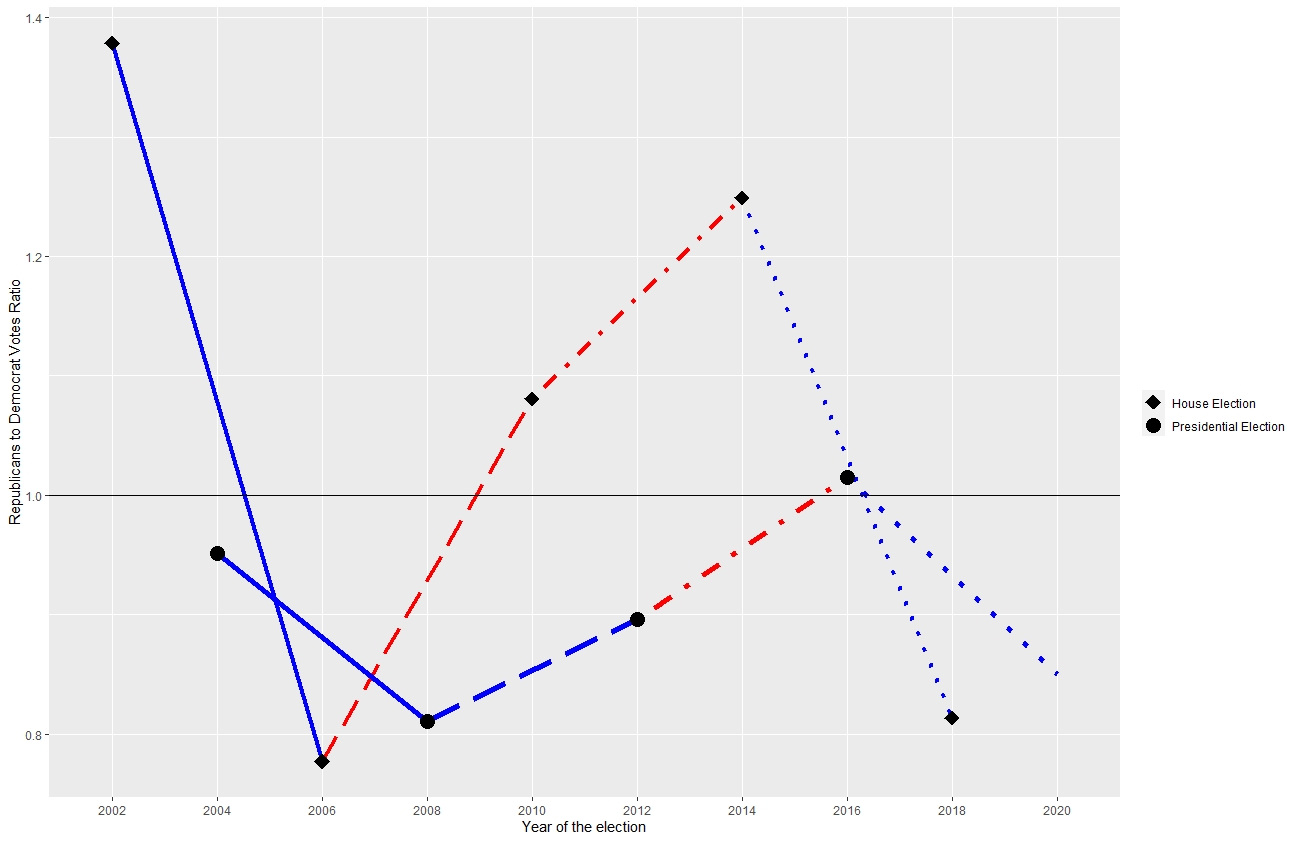 1.4
1.2
1.0
0.8
Republicans to Democrat Votes Ratio
2002 2004 2006 2008 2010 2012 2014 2016 2018 2020
Year of the election
House Election
Presidential Election